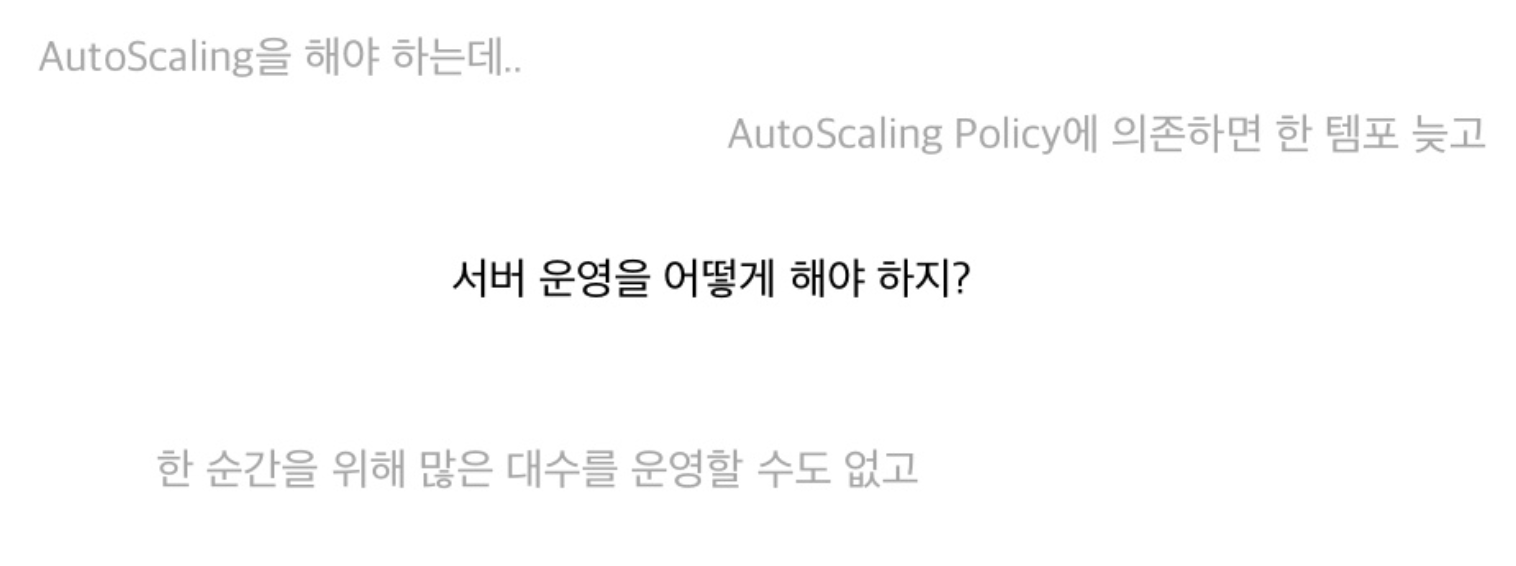 AutoScaling을 해야 하는데..
AutoScaling Policy에 의존하면 한 템포 늦고
서버 운영을 어떻게 해야 하지?
한 순간을 위해 많은 대수를 운영할 수도 없고